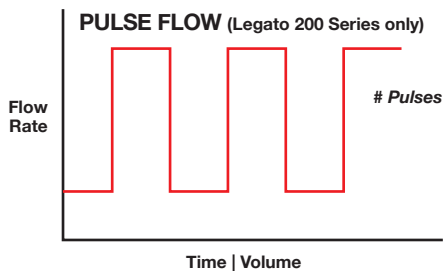 PULSE FLOW (Legato 200 Series only)
# Pulses
Flow
Rate
Time | Volume